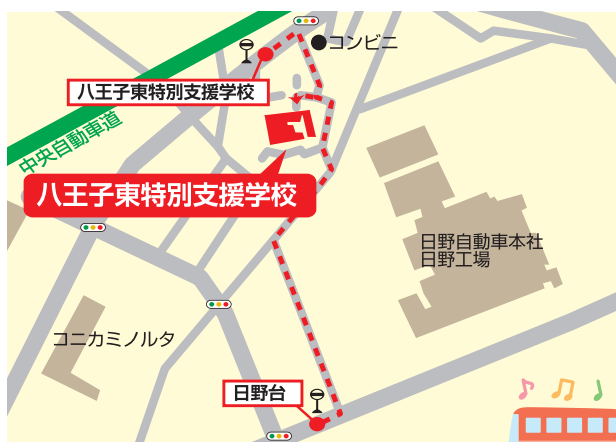 コンビニ
八王子東特別支援学校
中央自動車道
八王子東特別支援学校
日野自動車本社
日野工場
コニカミノルタ
日野台